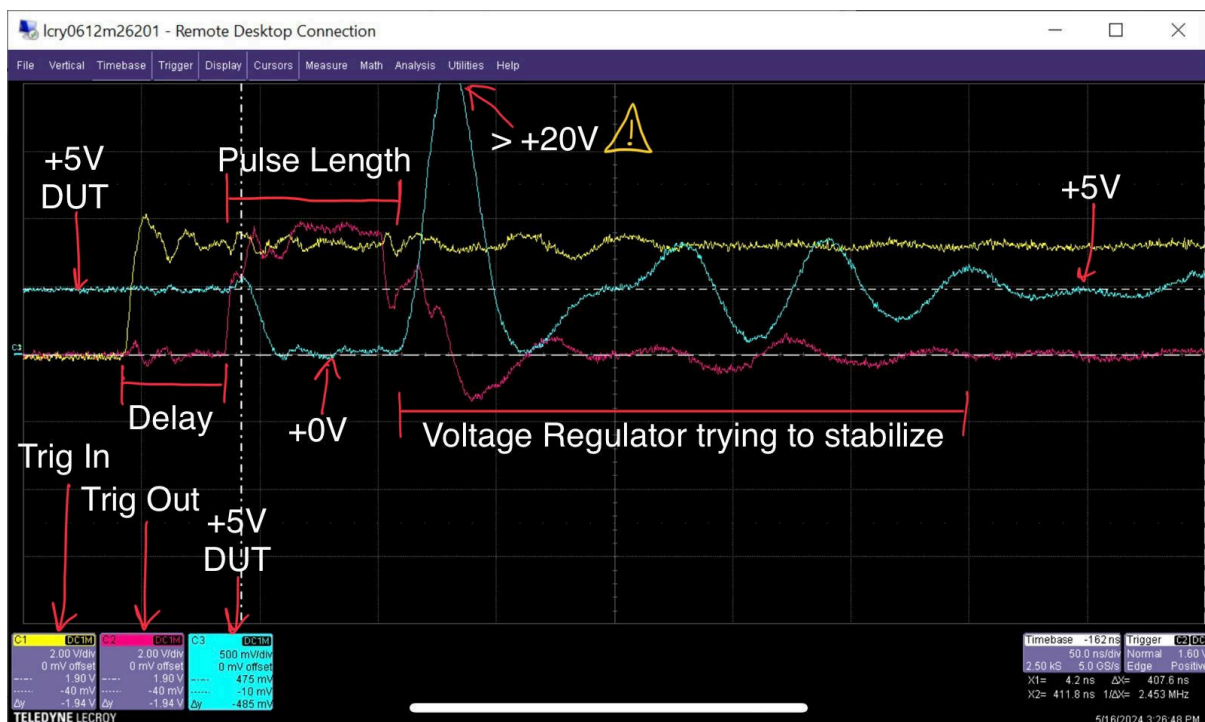 lcry0612m26201 - Remote Desktop Connection
File Vertical Timebase Trigger Display Cursors Measure Math Analysis Utilities Help
> +20V
!
+5V
DUT
Pulse Length
+5V
C3
Delay
+0V
Voltage Regulator trying to stabilize
Trig In
Trig Out
+5V
DUT
C1 DC1M
2.00 V/div
0 mV offset
1.90 V
-40 mV
Δy -1.94 V
C2 DC1M
2.00 V/div
0 mV offset
1.90 V
-40 mV
Δy -1.94 V
C3 DC1M
500 mV/div
0 mV offset
475 mV
-10 mV
Δy -485 mV
Timebase -162 ns
50.0 ns/div
2.50 kS 5.0 GS/s
Trigger C2 DC
Normal 1.60 V
Edge Positive
X1= 4.2 ns ΔX= 407.6 ns
X2= 411.8 ns 1/ΔX= 2.453 MHz
TELEDYNE LECROY
5/16/2024 3:26:48 PM